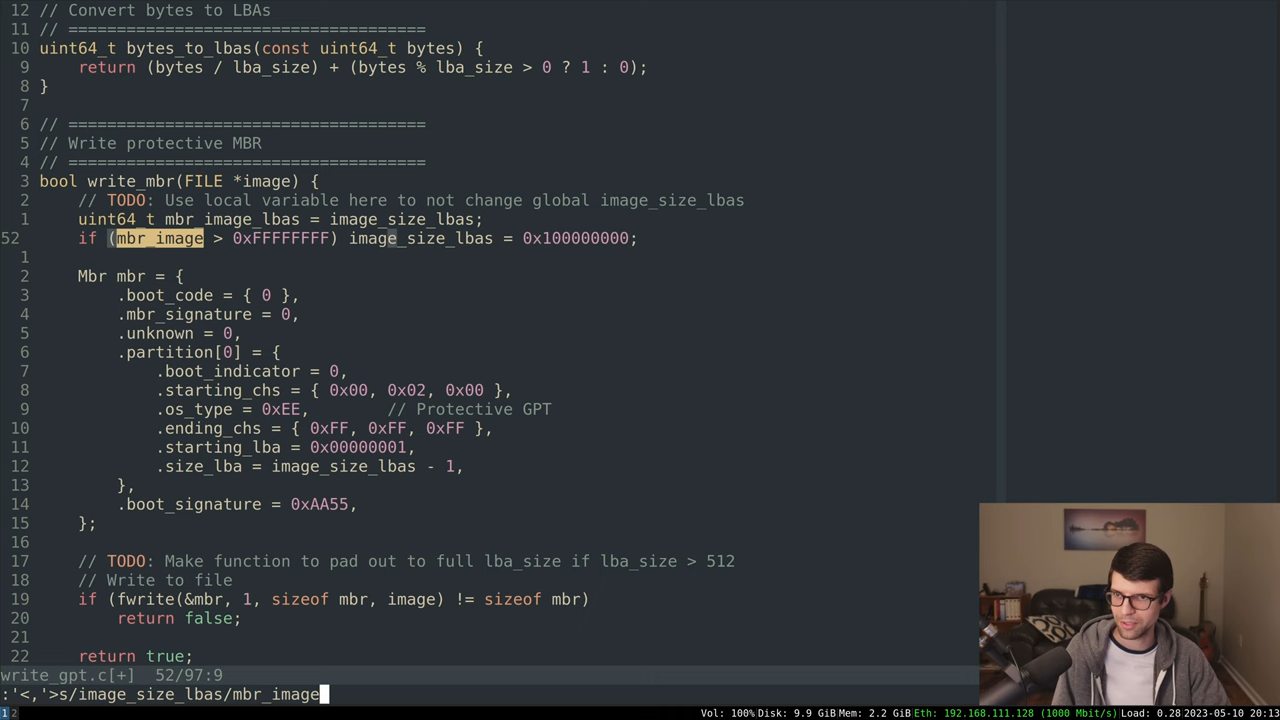 12 // Convert bytes to LBAs
11 // =====================================
10 uint64_t bytes_to_lbas(const uint64_t bytes) {
9     return (bytes / lba_size) + (bytes % lba_size > 0 ? 1 : 0);
8 }
7
6 // =====================================
5 // Write protective MBR
4 // =====================================
3 bool write_mbr(FILE *image) {
2     // TODO: Use local variable here to not change global image_size_lbas
1     uint64_t mbr_image_lbas = image_size_lbas;
52     if (mbr_image > 0xFFFFFFFF) image_size_lbas = 0x100000000;
1
2     Mbr mbr = {
3         .boot_code = { 0 },
4         .mbr_signature = 0,
5         .unknown = 0,
6         .partition[0] = {
7             .boot_indicator = 0,
8             .starting_chs = { 0x00, 0x02, 0x00 },
9             .os_type = 0xEE,        // Protective GPT
10             .ending_chs = { 0xFF, 0xFF, 0xFF },
11             .starting_lba = 0x00000001,
12             .size_lba = image_size_lbas - 1,
13         },
14         .boot_signature = 0xAA55,
15     };
16
17     // TODO: Make function to pad out to full lba_size if lba_size > 512
18     // Write to file
19     if (fwrite(&mbr, 1, sizeof mbr, image) != sizeof mbr)
20         return false;
21
22     return true;
write_gpt.c[+]  52/97:9
:'<,'>s/image_size_lbas/mbr_image
1 2 Vol: 100% Disk: 9.9 GiB Mem: 2.2 GiB Eth: 192.168.111.128 (1000 Mbit/s) Load: 0.28 2023-05-10 20:13